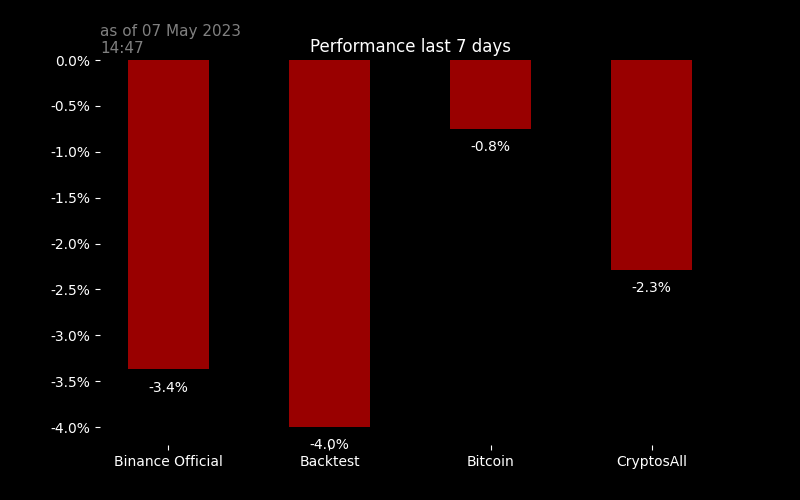 as of 07 May 2023
14:47
Performance last 7 days
0.0%
-0.5%
-1.0%
-1.5%
-2.0%
-2.5%
-3.0%
-3.5%
-4.0%
-3.4%
-4.0%
-0.8%
-2.3%
Binance Official
Backtest
Bitcoin
CryptosAll